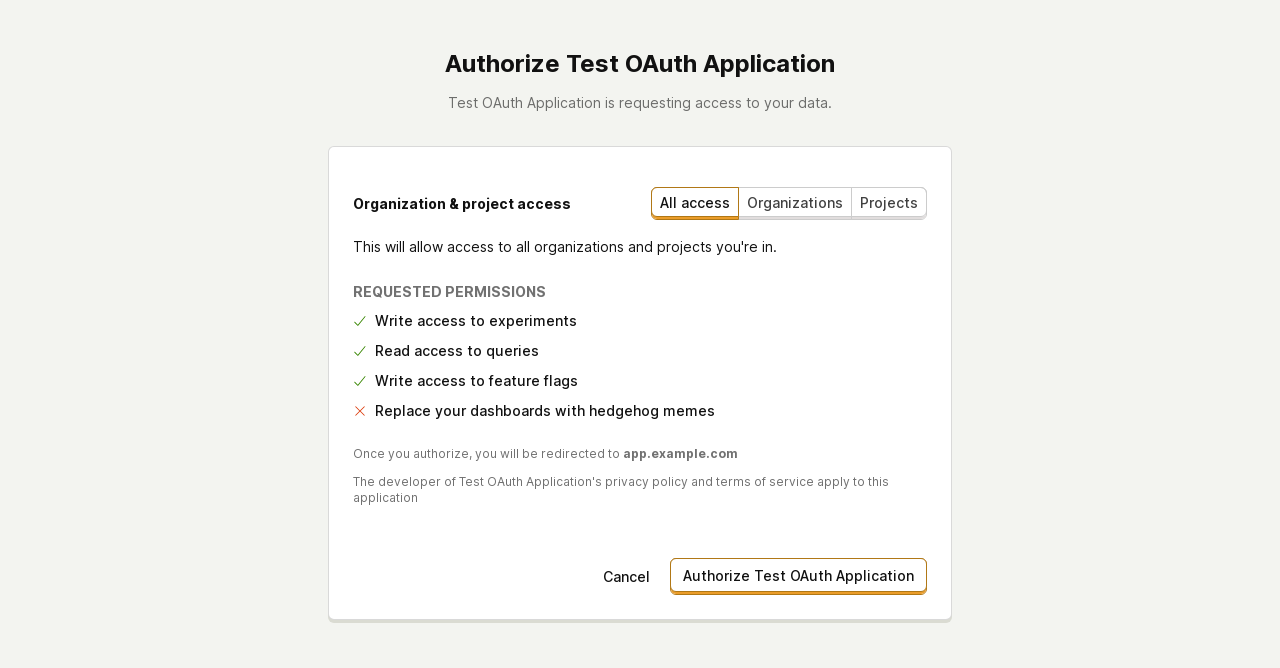 Authorize Test OAuth Application
Test OAuth Application is requesting access to your data.
Organization & project access
All access
Organizations
Projects
This will allow access to all organizations and projects you're in.
REQUESTED PERMISSIONS
Write access to experiments
Read access to queries
Write access to feature flags
Replace your dashboards with hedgehog memes
Once you authorize, you will be redirected to app.example.com
The developer of Test OAuth Application's privacy policy and terms of service apply to this
application
Cancel
Authorize Test OAuth Application